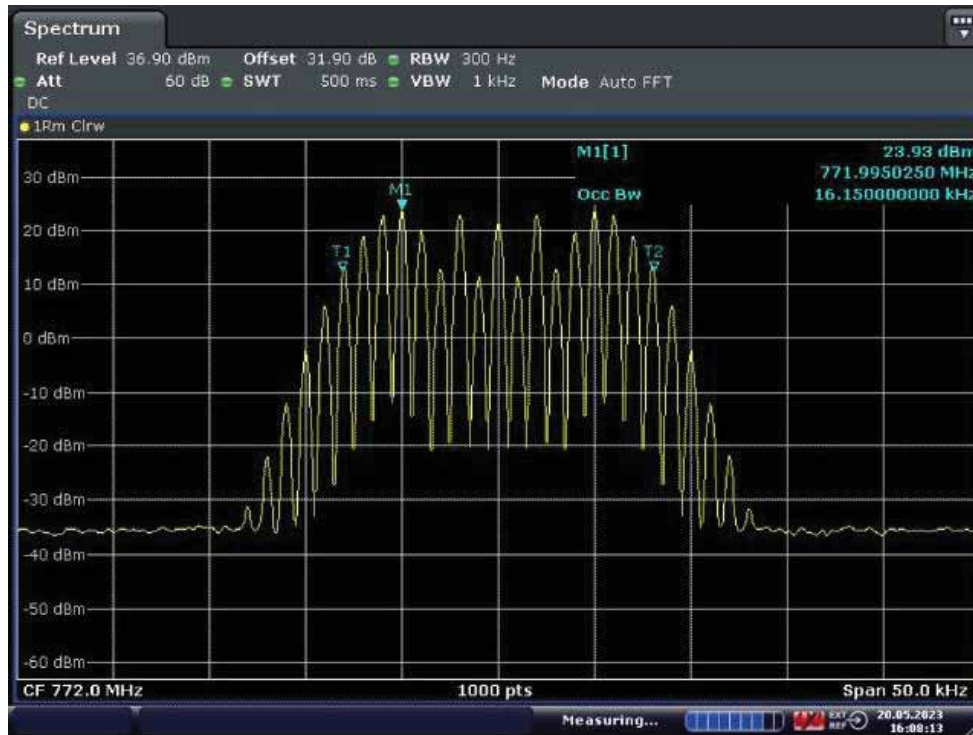 Spectrum
Ref Level 36.90 dBm Offset 31.90 dB RBW 300 Hz
Att 60 dB SWT 500 ms VBW 1 kHz Mode Auto FFT
DC
1Rm Clrw
M1[1] 23.93 dBm
771.9950250 MHz
30 dBm
M1
Occ Bw 16.150000000 kHz
20 dBm
T1 T2
10 dBm
0 dBm
-10 dBm
-20 dBm
-30 dBm
-40 dBm
-50 dBm
-60 dBm
CF 772.0 MHz 1000 pts Span 50.0 kHz
Measuring... EXT REF 20.05.2023
16:08:13